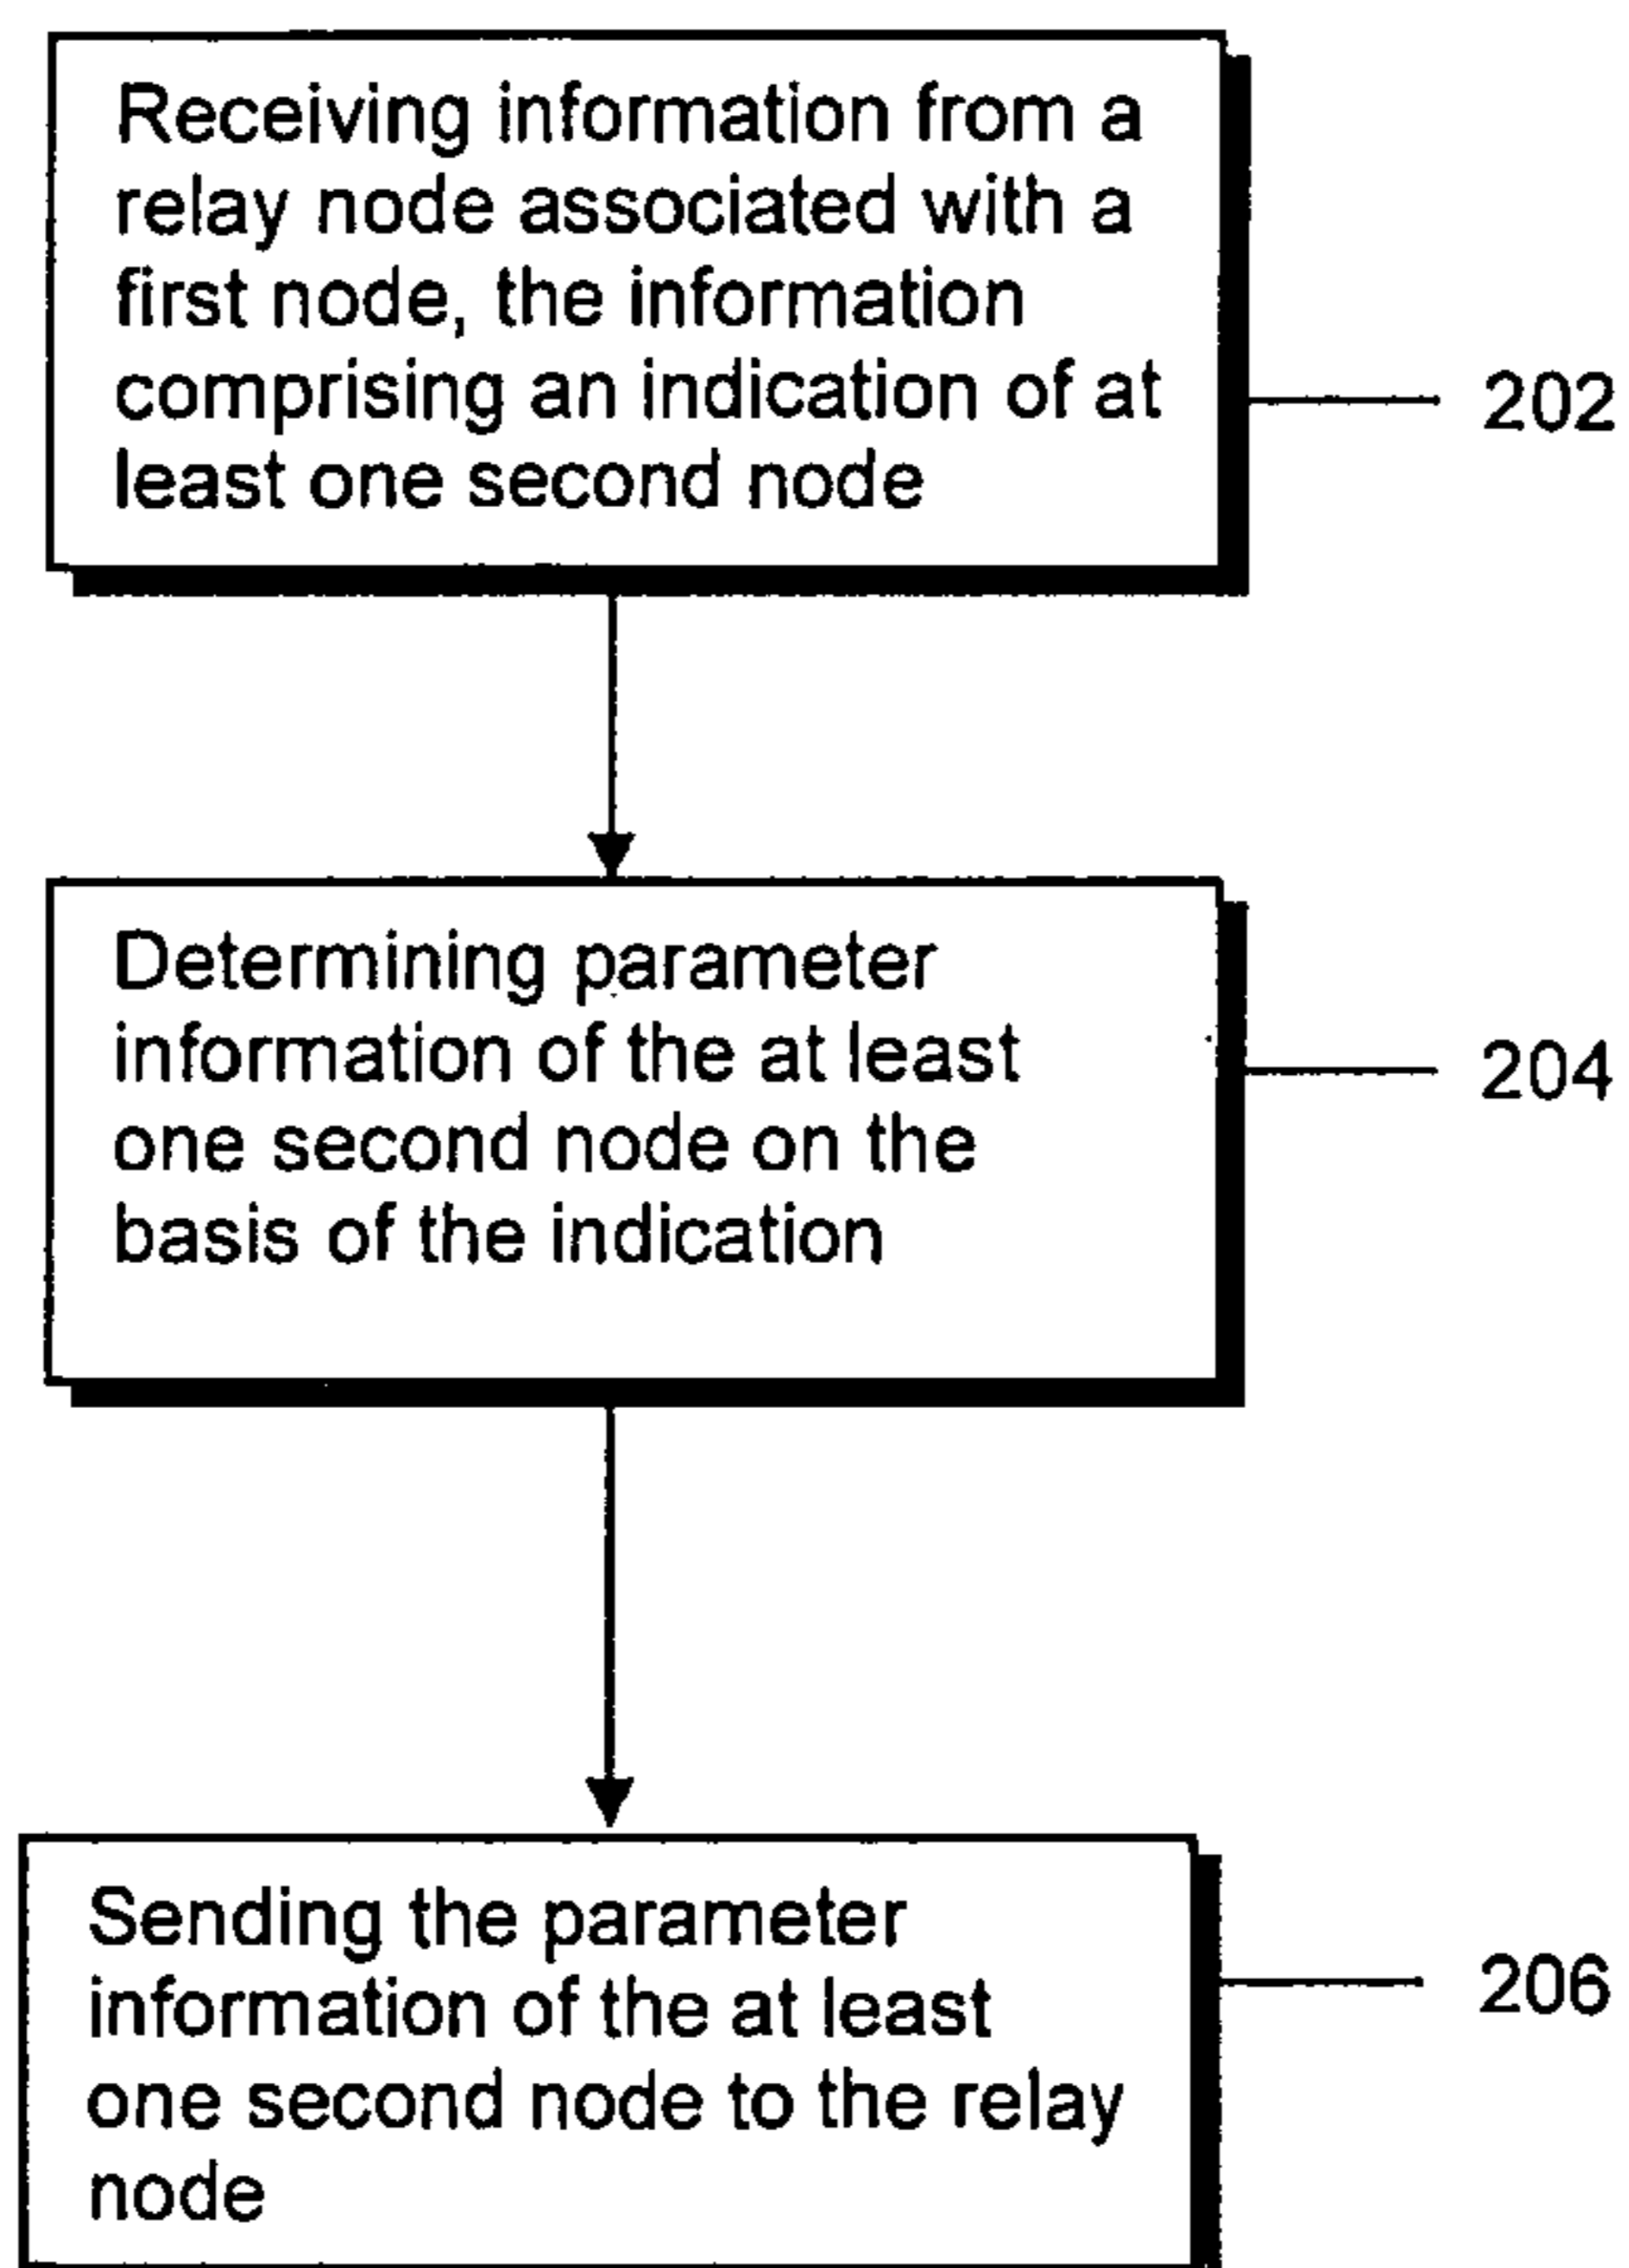 Receiving information from a
relay node associated with a
first node, the information
comprising an indication of at
least one second node
202
Determining parameter
information of the at least
one second node on the
basis of the indication
204
Sending the parameter
information of the at least
one second node to the relay
node
206